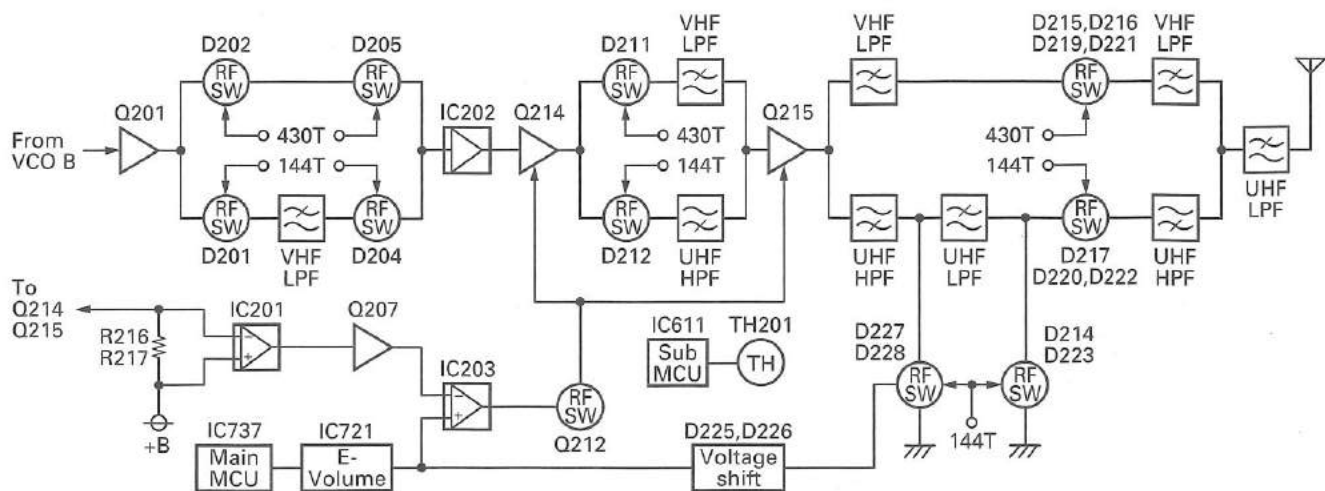 From
VCO B
Q201
D202
RF
SW
D205
RF
SW
430T
144T
RF
SW
D201
VHF
LPF
RF
SW
D204
IC202
Q214
D211
RF
SW
VHF
LPF
430T
144T
RF
SW
D212
UHF
HPF
Q215
VHF
LPF
D215,D216
D219,D221
RF
SW
VHF
LPF
430T
144T
UHF
HPF
UHF
LPF
RF
SW
D217
D220,D222
UHF
HPF
UHF
LPF
To
Q214
Q215
R216
R217
+B
IC201
-
+
Q207
IC203
-
+
RF
SW
Q212
IC611
Sub
MCU
TH201
TH
D227
D228
RF
SW
D214
D223
RF
SW
144T
IC737
Main
MCU
IC721
E-
Volume
D225,D226
Voltage
shift